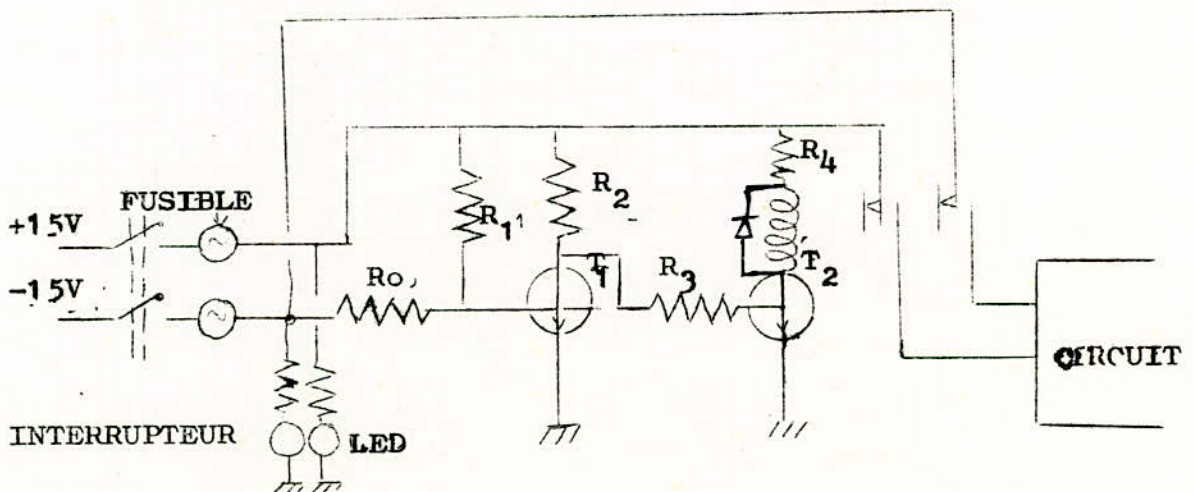 FUSIBLE
+15V
-15V
R1
R2
R4
T1
R3
T2
Ro
CIRCUIT
INTERRUPTEUR
LED